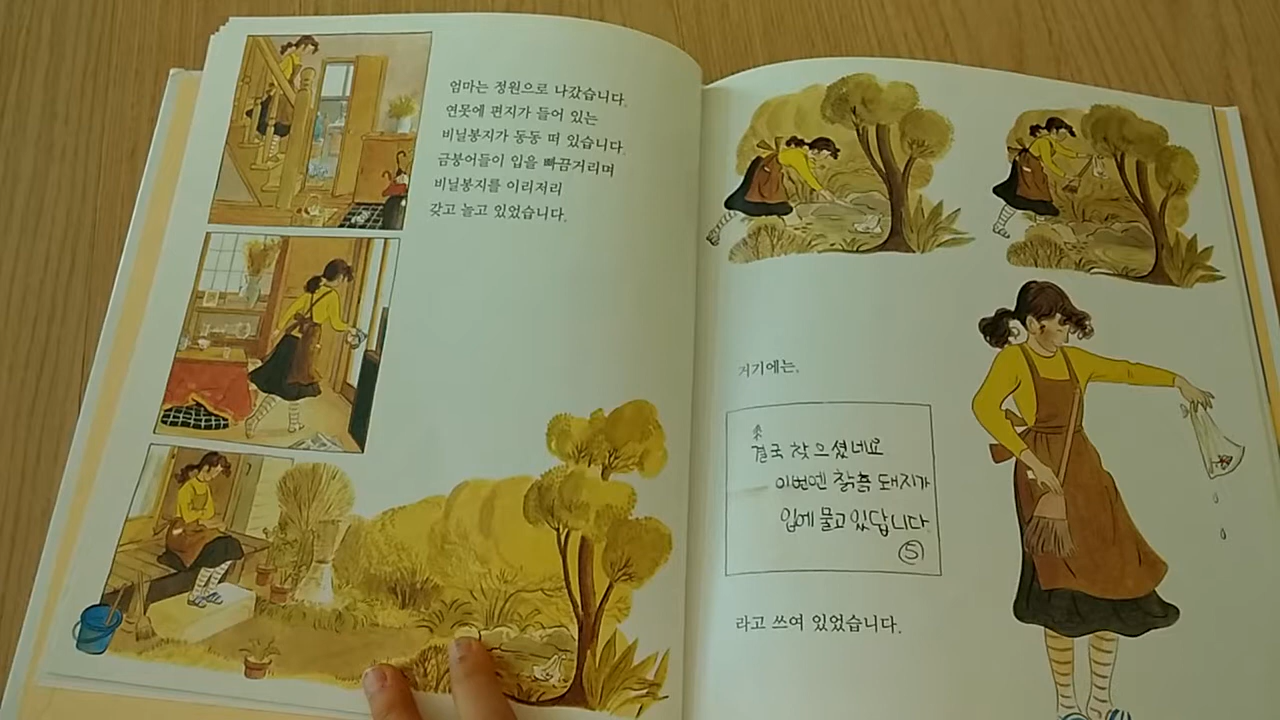 엄마는 정원으로 나갔습니다.
연못에 편지가 들어 있는
비닐봉지가 동동 떠 있습니다.
금붕어들이 입을 빠끔거리며
비닐봉지를 이리저리
갖고 놀고 있었습니다.
거기에는,
결국 찾으셨네요
이번엔 찰흙 돼지가
입에 물고 있답니다
⑤
라고 쓰여 있었습니다.